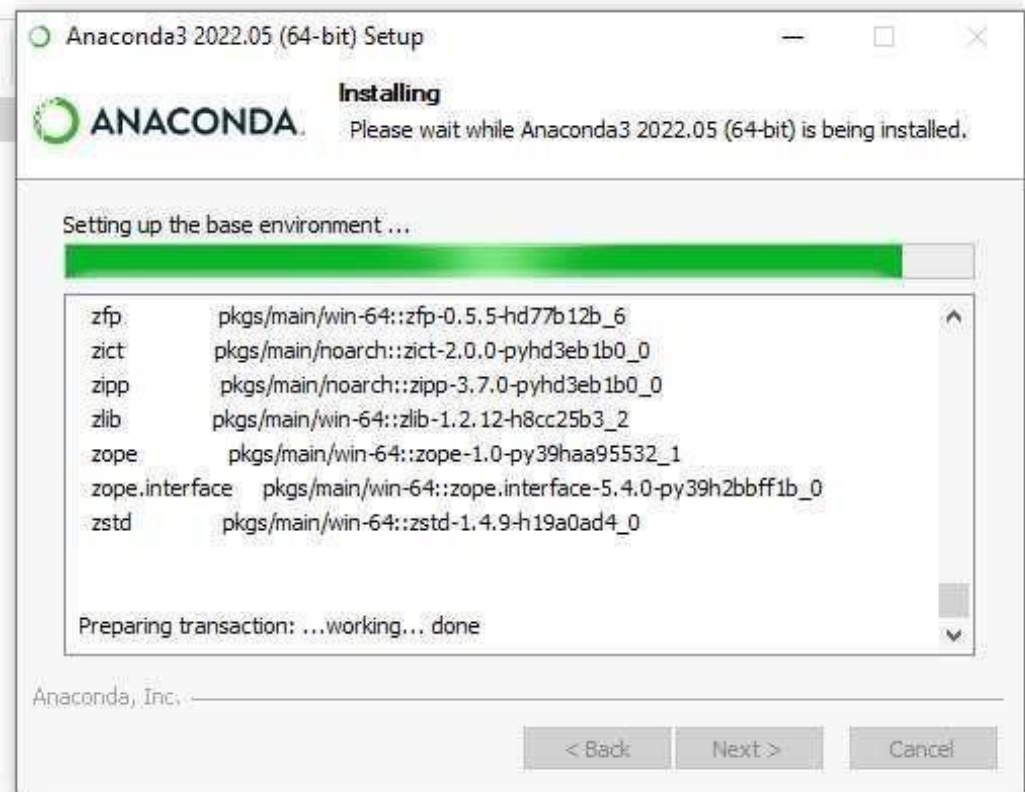 Anaconda3 2022.05 (64-bit) Setup
ANACONDA.
Installing
Please wait while Anaconda3 2022.05 (64-bit) is being installed.
Setting up the base environment ...
zfp pkgs/main/win-64::zfp-0.5.5-hd77b12b_6
zict pkgs/main/noarch::zict-2.0.0-pyhd3eb1b0_0
zipp pkgs/main/noarch::zipp-3.7.0-pyhd3eb1b0_0
zlib pkgs/main/win-64::zlib-1.2.12-h8cc25b3_2
zope pkgs/main/win-64::zope-1.0-py39haa95532_1
zope.interface pkgs/main/win-64::zope.interface-5.4.0-py39h2bbff1b_0
zstd pkgs/main/win-64::zstd-1.4.9-h19a0ad4_0
Preparing transaction: ...working... done
Anaconda, Inc.
< Back Next > Cancel